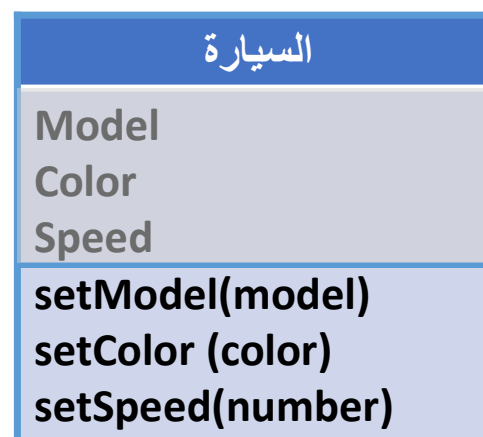 السيارة
Model
Color
Speed
setModel(model)
setColor (color)
setSpeed(number)